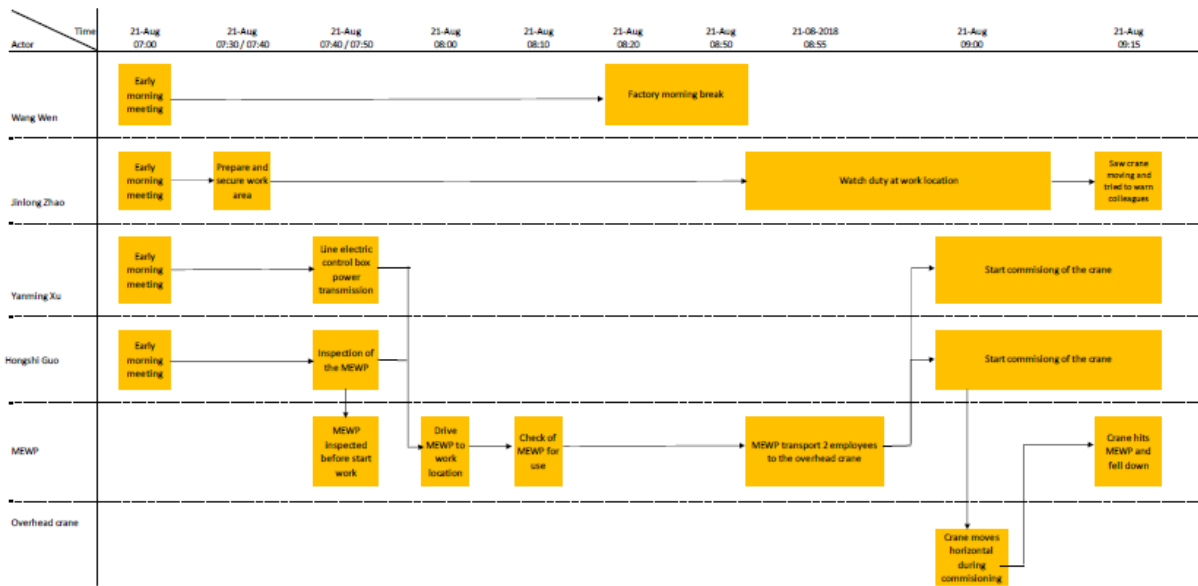 Time
Actor
21-Aug
07:00
21-Aug
07:30 / 07:40
21-Aug
07:40 / 07:50
21-Aug
08:00
21-Aug
08:10
21-Aug
08:20
21-Aug
08:50
21-08-2018
08:55
21-Aug
09:00
21-Aug
09:15
Wang Wen
Early
morning
meeting
Factory morning break
Jinlong Zhao
Early
morning
meeting
Prepare and
secure work
area
Watch duty at work location
Saw crane
moving and
tried to warn
colleagues
Yanming Xu
Early
morning
meeting
Line electric
control box
power
transmission
Start commisiong of the crane
Hongshi Guo
Early
morning
meeting
Inspection of
the MEWP
Start commisiong of the crane
MEWP
MEWP
inspected
before start
work
Drive
MEWP to
work
location
Check of
MEWP for
use
MEWP transport 2 employees
to the overhead crane
Crane hits
MEWP and
fell down
Overhead crane
Crane moves
horizontal
during
commisioning